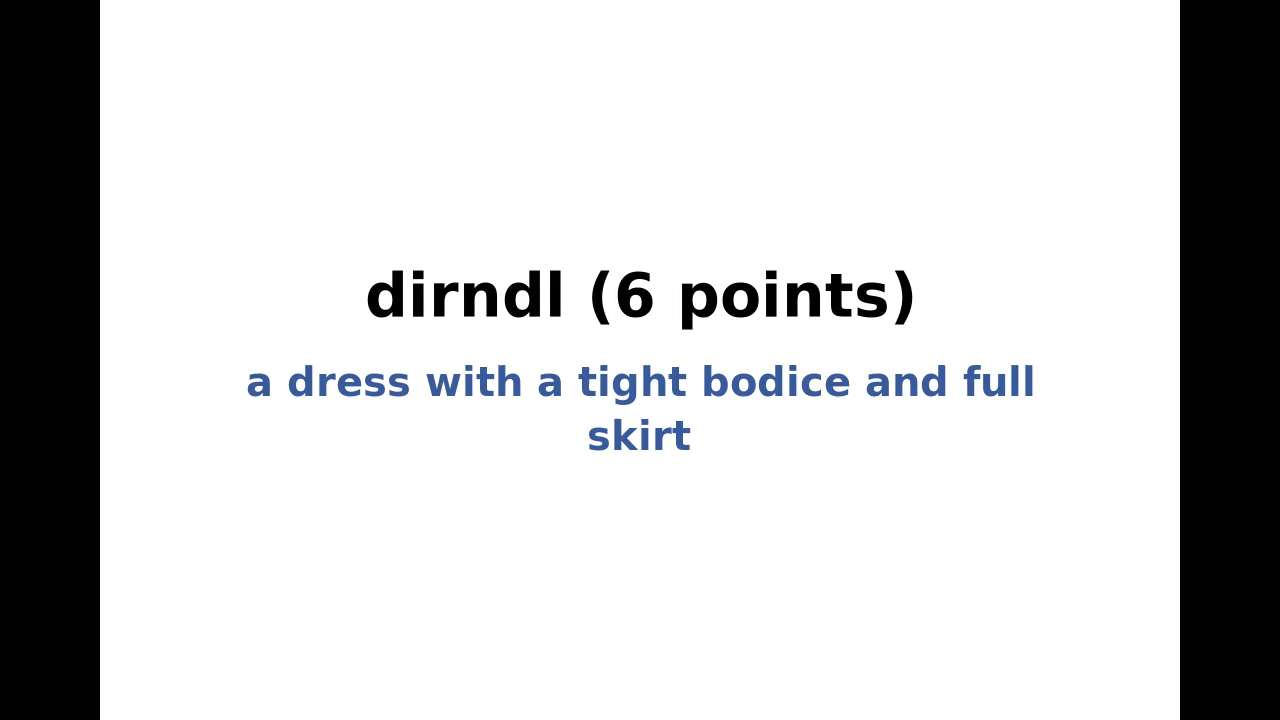 dirndl (6 points)
a dress with a tight bodice and full
skirt